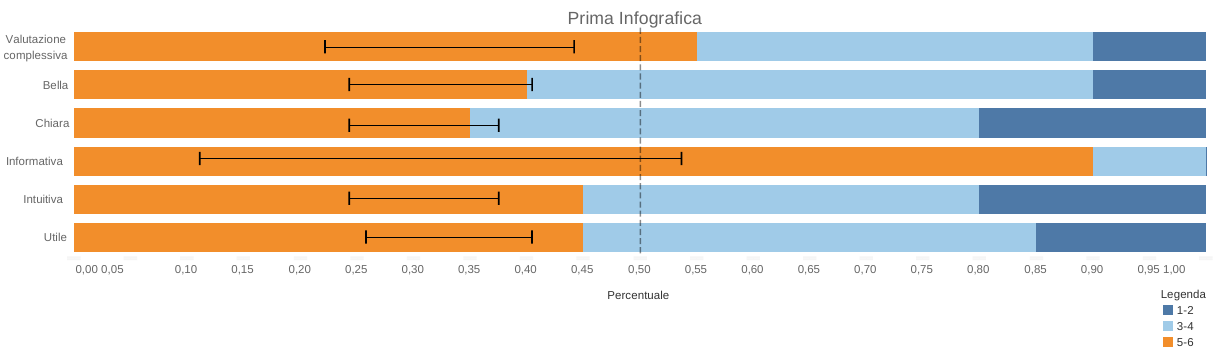 Prima Infografica
Valutazione
complessiva
Bella
Chiara
Informativa
Intuitiva
Utile
0,00 0,05 0,10 0,15 0,20 0,25 0,30 0,35 0,40 0,45 0,50 0,55 0,60 0,65 0,70 0,75 0,80 0,85 0,90 0,95 1,00
Percentuale
Legenda
1-2
3-4
5-6